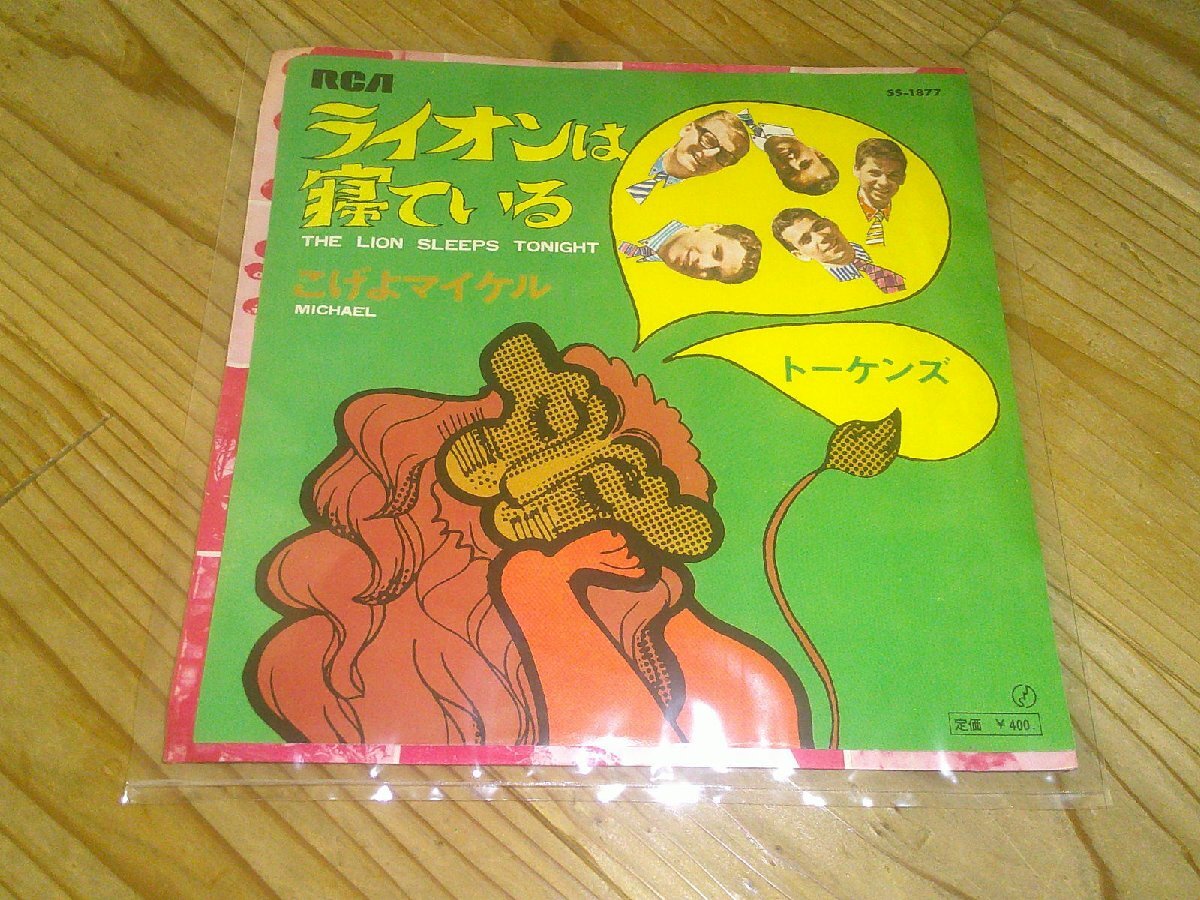 RCA
SS-1877
ライオンは
寝ている
THE LION SLEEPS TONIGHT
こげよマイケル
MICHAEL
トーケンズ
定価 ¥400